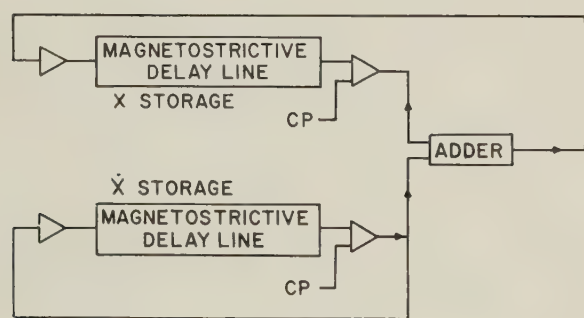 MAGNETOSTRICTIVE
DELAY LINE
X STORAGE
CP
ADDER
Ẋ STORAGE
MAGNETOSTRICTIVE
DELAY LINE
CP